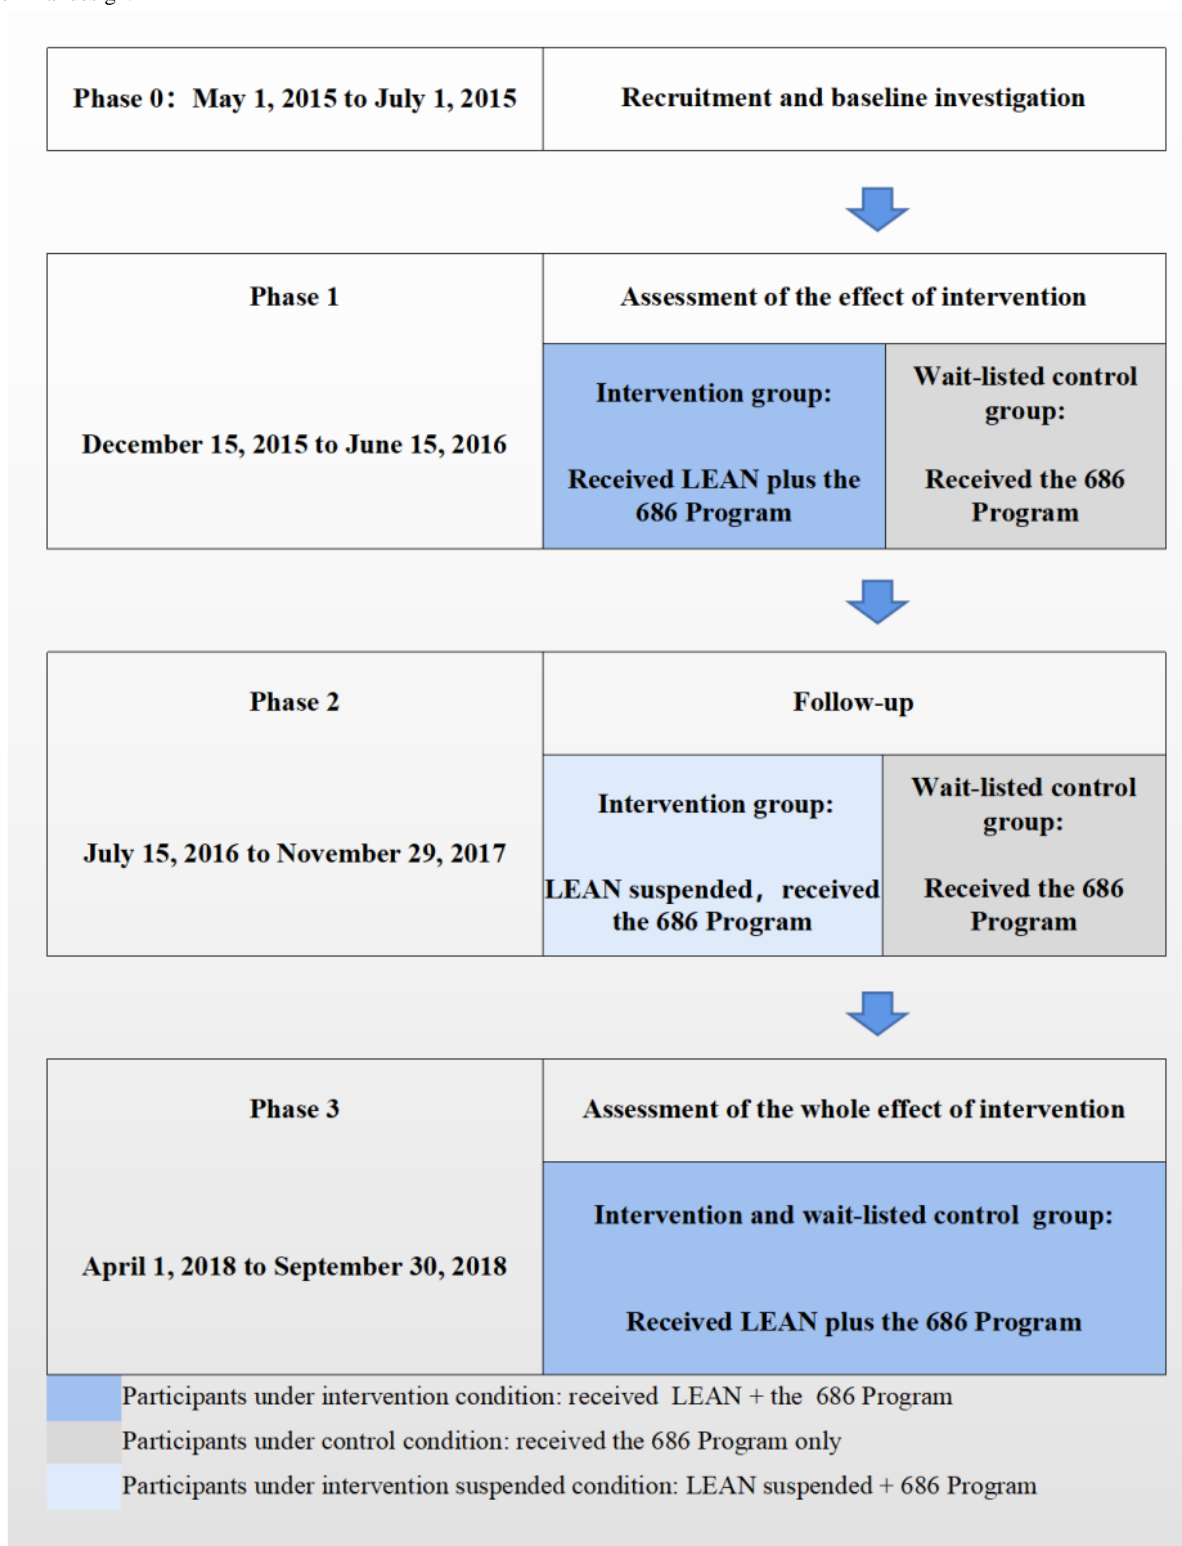 Phase 0： May 1, 2015 to July 1, 2015
Recruitment and baseline investigation
Phase 1
December 15, 2015 to June 15, 2016
Assessment of the effect of intervention
Intervention group:
Received LEAN plus the
686 Program
Wait-listed control
group:
Received the 686
Program
Phase 2
July 15, 2016 to November 29, 2017
Follow-up
Intervention group:
LEAN suspended， received
the 686 Program
Wait-listed control
group:
Received the 686
Program
Phase 3
April 1, 2018 to September 30, 2018
Assessment of the whole effect of intervention
Intervention and wait-listed control group:
Received LEAN plus the 686 Program
Participants under intervention condition: received LEAN + the 686 Program
Participants under control condition: received the 686 Program only
Participants under intervention suspended condition: LEAN suspended + 686 Program